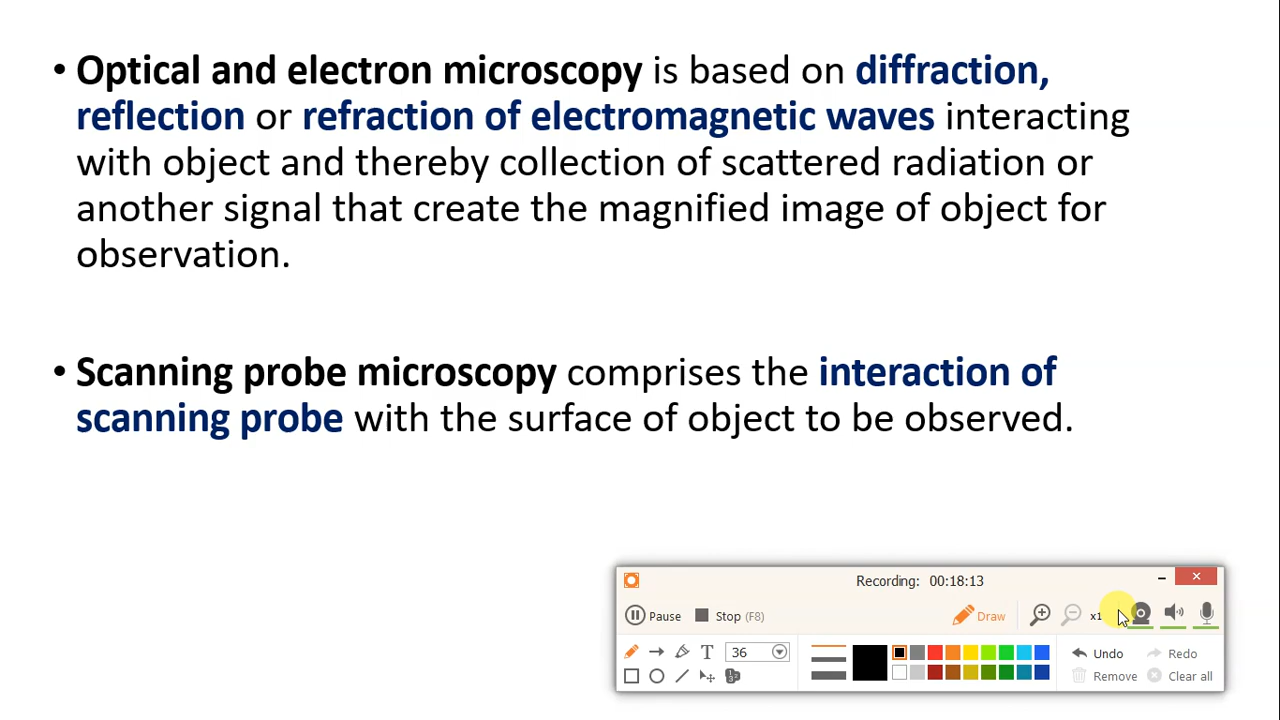 • Optical and electron microscopy is based on diffraction,
reflection or refraction of electromagnetic waves interacting
with object and thereby collection of scattered radiation or
another signal that create the magnified image of object for
observation.
• Scanning probe microscopy comprises the interaction of
scanning probe with the surface of object to be observed.
Recording: 00:18:13
Pause Stop (F8) Draw x1
T 36 Undo Redo
Remove Clear all